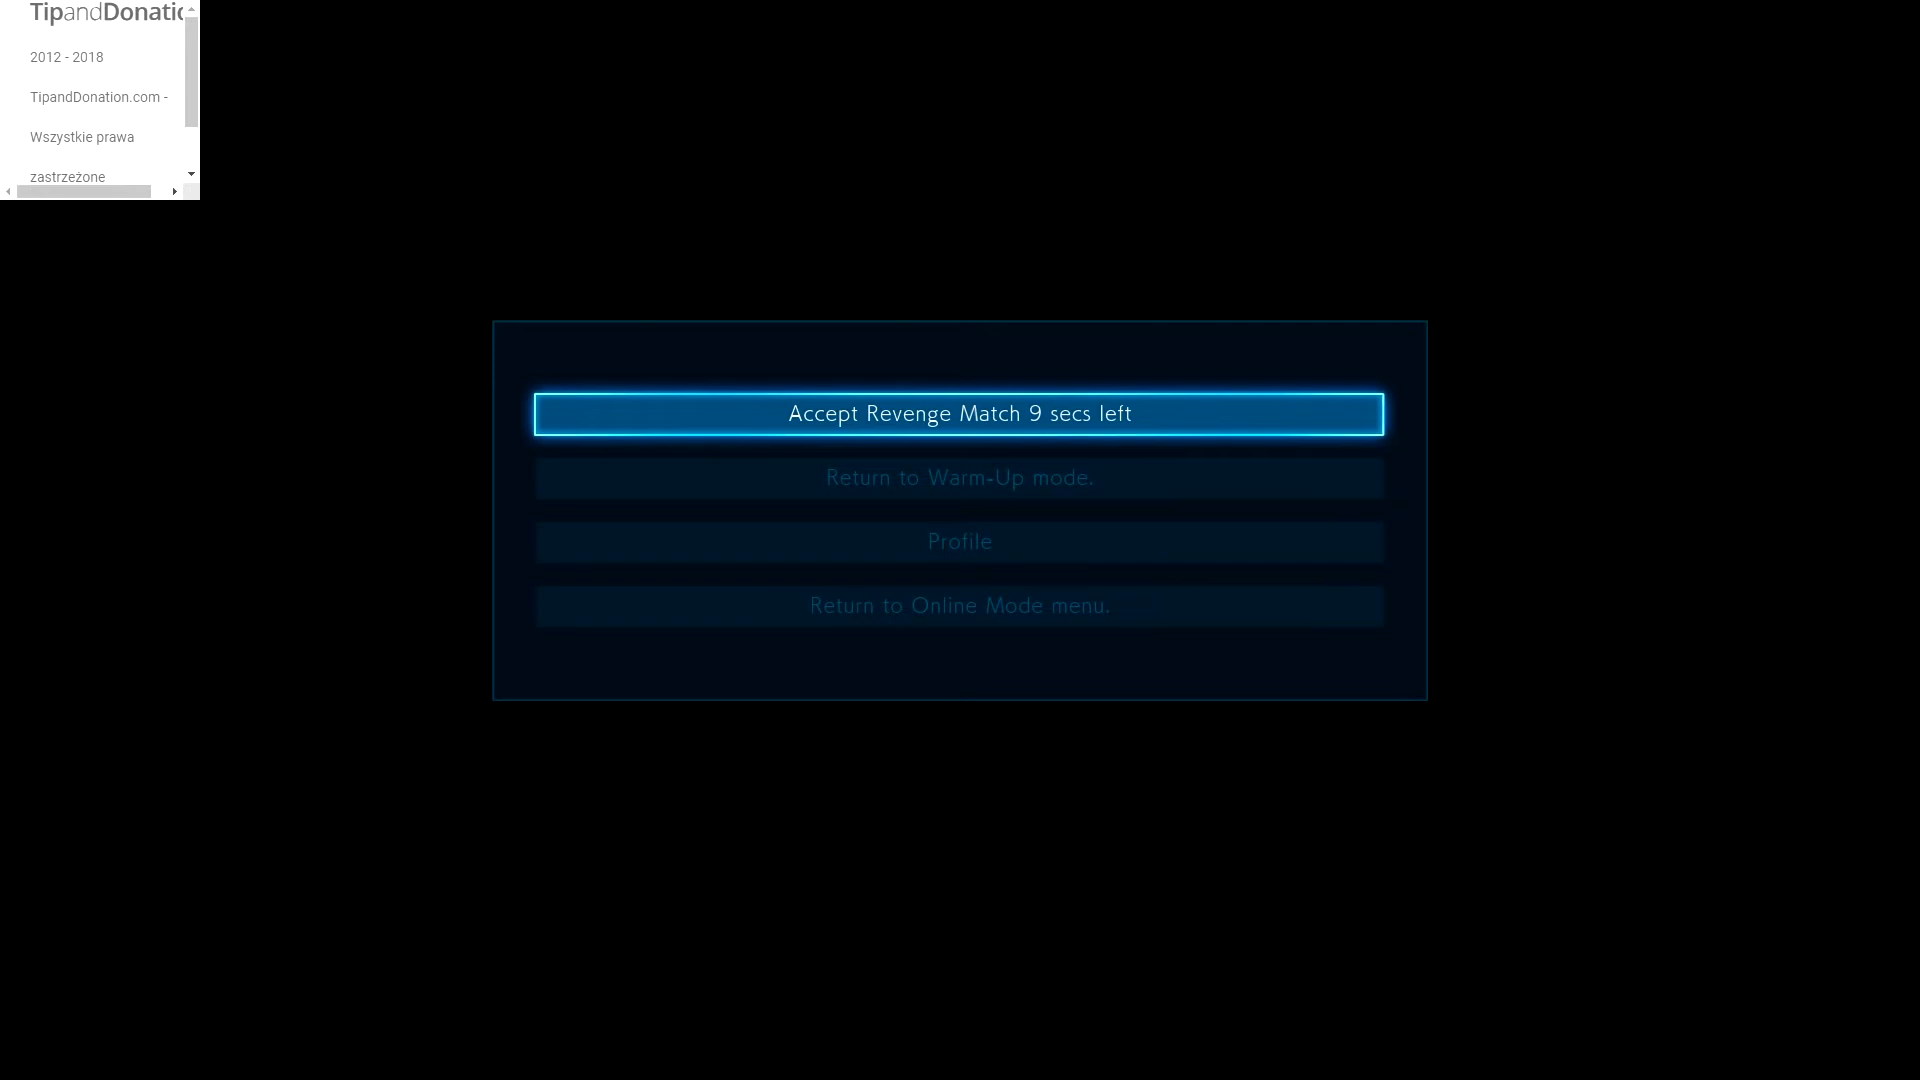 TipandDonatio
2012 - 2018
TipandDonation.com -
Wszystkie prawa
zastrzeżone
Accept Revenge Match 9 secs left
Return to Warm-Up mode.
Profile
Return to Online Mode menu.